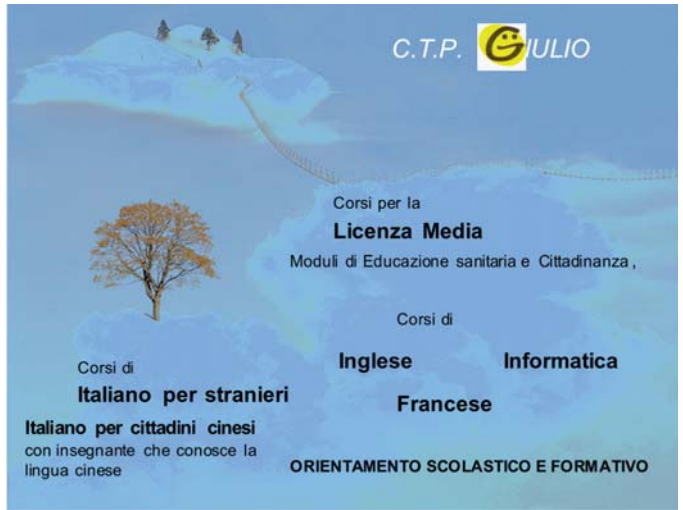 C.T.P. GIULIO
Corsi per la
Licenza Media
Moduli di Educazione sanitaria e Cittadinanza,
Corsi di
Inglese Informatica
Francese
Corsi di
Italiano per stranieri
Italiano per cittadini cinesi
con insegnante che conosce la
lingua cinese
ORIENTAMENTO SCOLASTICO E FORMATIVO